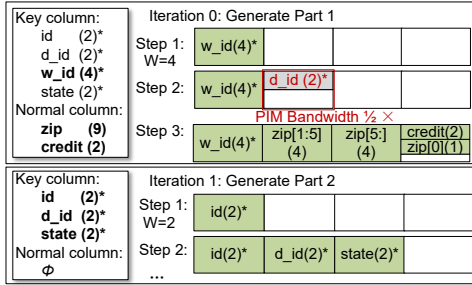 Key column:
id (2)*
d_id (2)*
w_id (4)*
state (2)*
Normal column:
zip (9)
credit (2)
Iteration 0: Generate Part 1
Step 1:
W=4
w_id(4)*
Step 2:
w_id(4)*
d_id (2)*
PIM Bandwidth ½ ×
Step 3:
w_id(4)*
zip[1:5]
(4)
zip[5:]
(4)
credit(2)
zip[0](1)
Key column:
id (2)*
d_id (2)*
state (2)*
Normal column:
Φ
Iteration 1: Generate Part 2
Step 1:
W=2
id(2)*
Step 2:
id(2)*
d_id(2)*
state(2)*
...